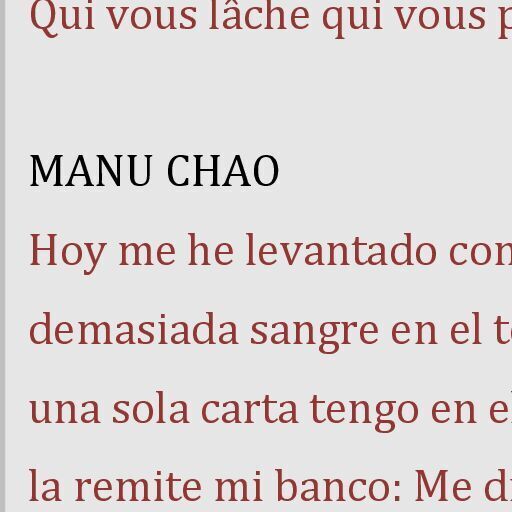 Qui vous lâche qui vous
MANU CHAO
Hoy me he levantado con
demasiada sangre en el
una sola carta tengo en el
la remite mi banco: Me